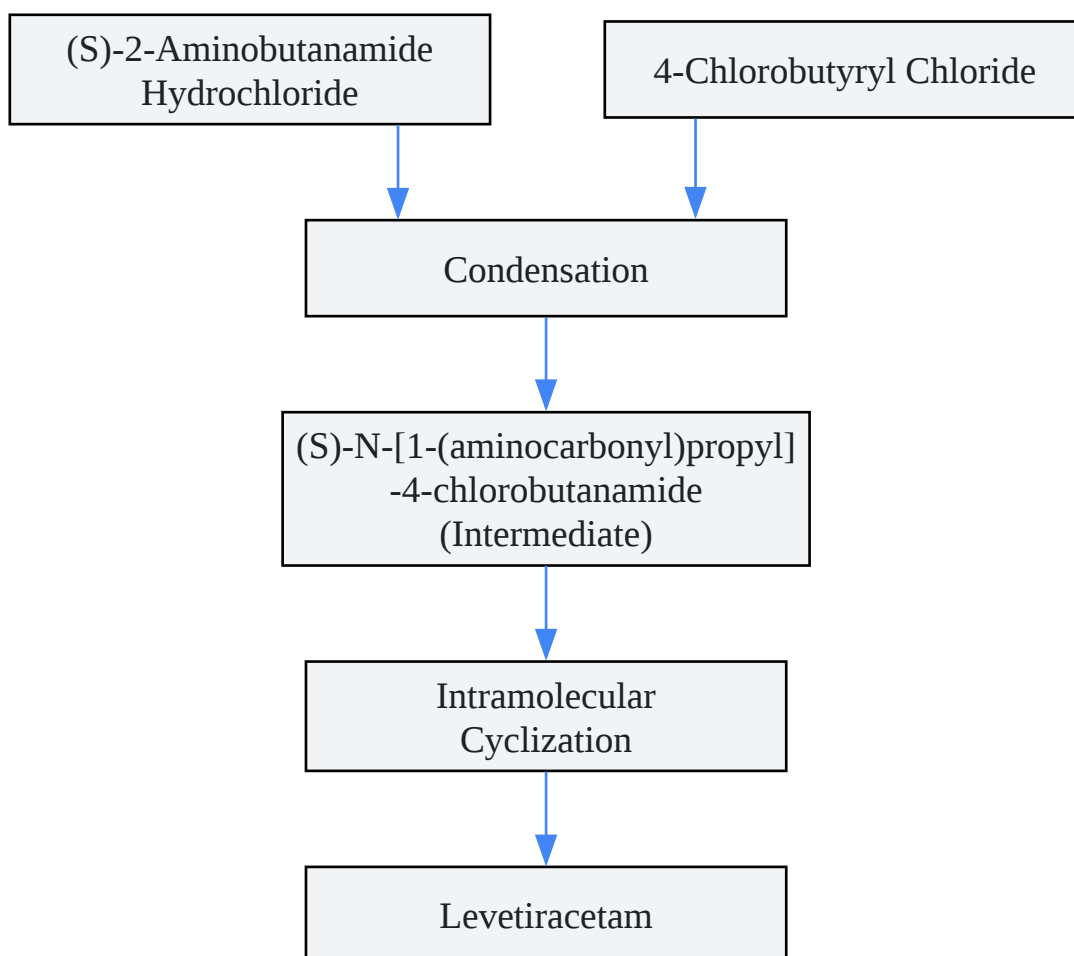 (S)-2-Aminobutanamide
Hydrochloride
4-Chlorobutyryl Chloride
Condensation
(S)-N-[1-(aminocarbonyl)propyl]
-4-chlorobutanamide
(Intermediate)
Intramolecular
Cyclization
Levetiracetam